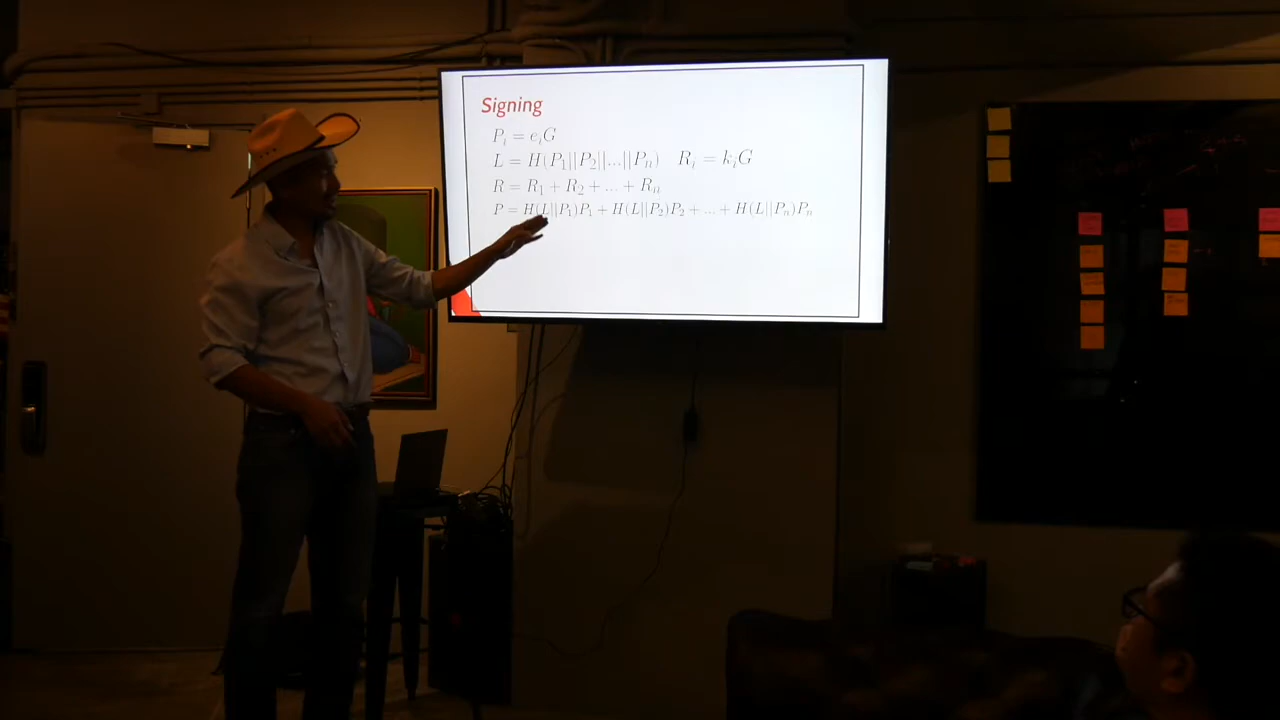 Signing
P_i = e_iG
L = H(P_1||P_2||...||P_n) R_i = k_iG
R = R_1 + R_2 + ... + R_n
P = H(L||P_1)P_1 + H(L||P_2)P_2 + ... + H(L||P_n)P_n